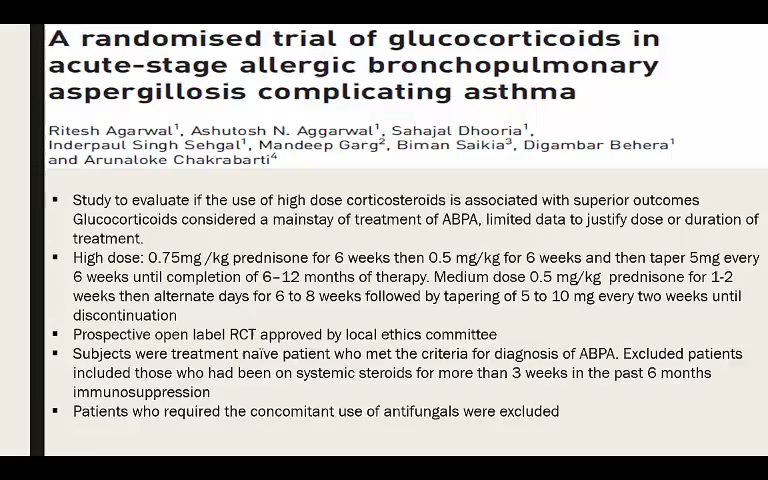 A randomised trial of glucocorticoids in
acute-stage allergic bronchopulmonary
aspergillosis complicating asthma
Ritesh Agarwal1, Ashutosh N. Aggarwal1, Sahajal Dhooria1,
Inderpaul Singh Sehgal1, Mandeep Garg2, Biman Saikia3, Digambar Behera1
and Arunaloke Chakrabarti4
▪ Study to evaluate if the use of high dose corticosteroids is associated with superior outcomes
Glucocorticoids considered a mainstay of treatment of ABPA, limited data to justify dose or duration of
treatment.
▪ High dose: 0.75mg /kg prednisone for 6 weeks then 0.5 mg/kg for 6 weeks and then taper 5mg every
6 weeks until completion of 6–12 months of therapy. Medium dose 0.5 mg/kg prednisone for 1-2
weeks then alternate days for 6 to 8 weeks followed by tapering of 5 to 10 mg every two weeks until
discontinuation
▪ Prospective open label RCT approved by local ethics committee
▪ Subjects were treatment naïve patient who met the criteria for diagnosis of ABPA. Excluded patients
included those who had been on systemic steroids for more than 3 weeks in the past 6 months
immunosuppression
▪ Patients who required the concomitant use of antifungals were excluded